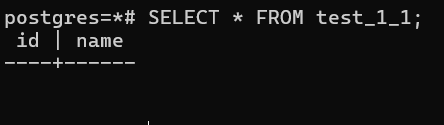 postgres=*# SELECT * FROM test_1_1;
 id | name
----+------